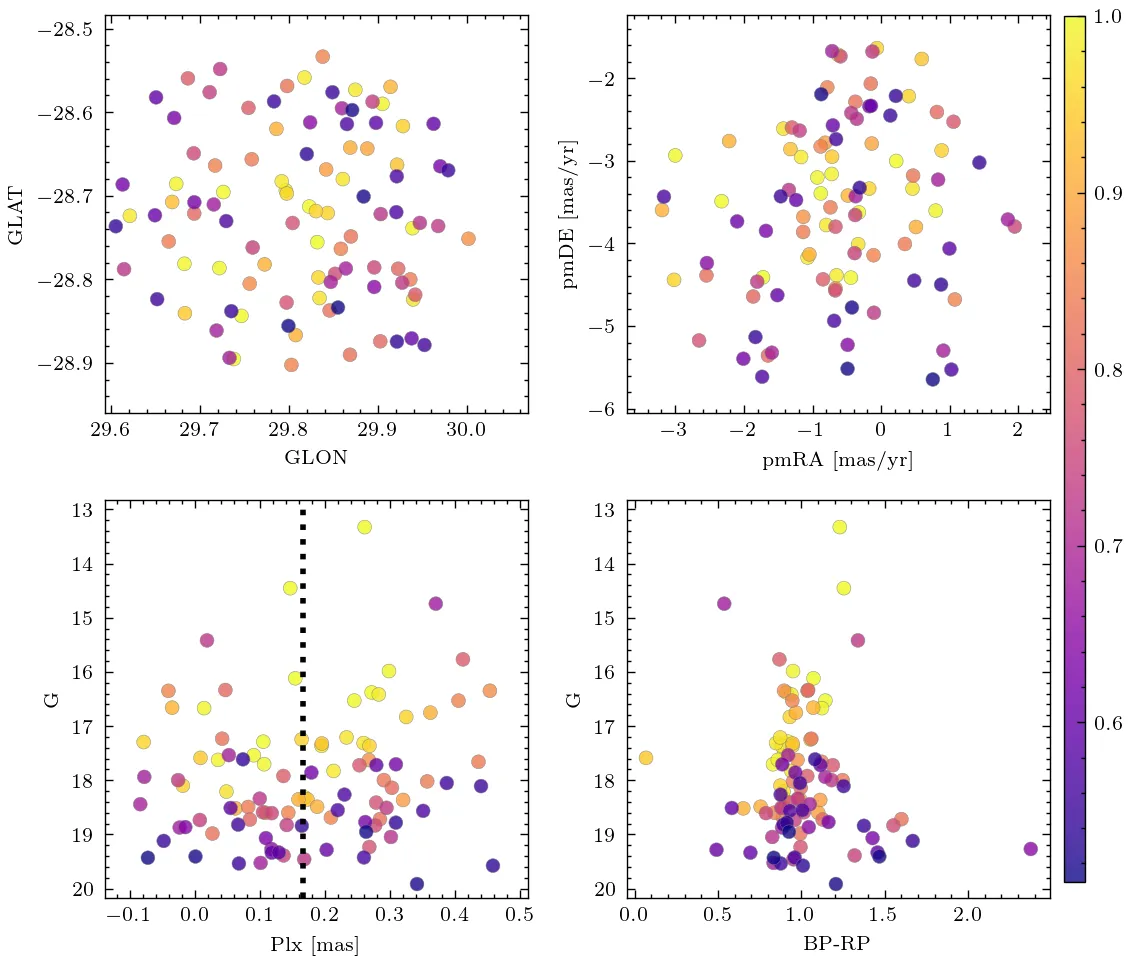 −28.5
−28.6
−28.7
−28.8
−28.9
GLAT
29.6 29.7 29.8 29.9 30.0
GLON
−2
−3
−4
−5
−6
pmDE [mas/yr]
−3 −2 −1 0 1 2
pmRA [mas/yr]
1.0
0.9
0.8
0.7
0.6
13
14
15
16
17
18
19
20
G
−0.1 0.0 0.1 0.2 0.3 0.4 0.5
Plx [mas]
13
14
15
16
17
18
19
20
G
0.0 0.5 1.0 1.5 2.0
BP-RP